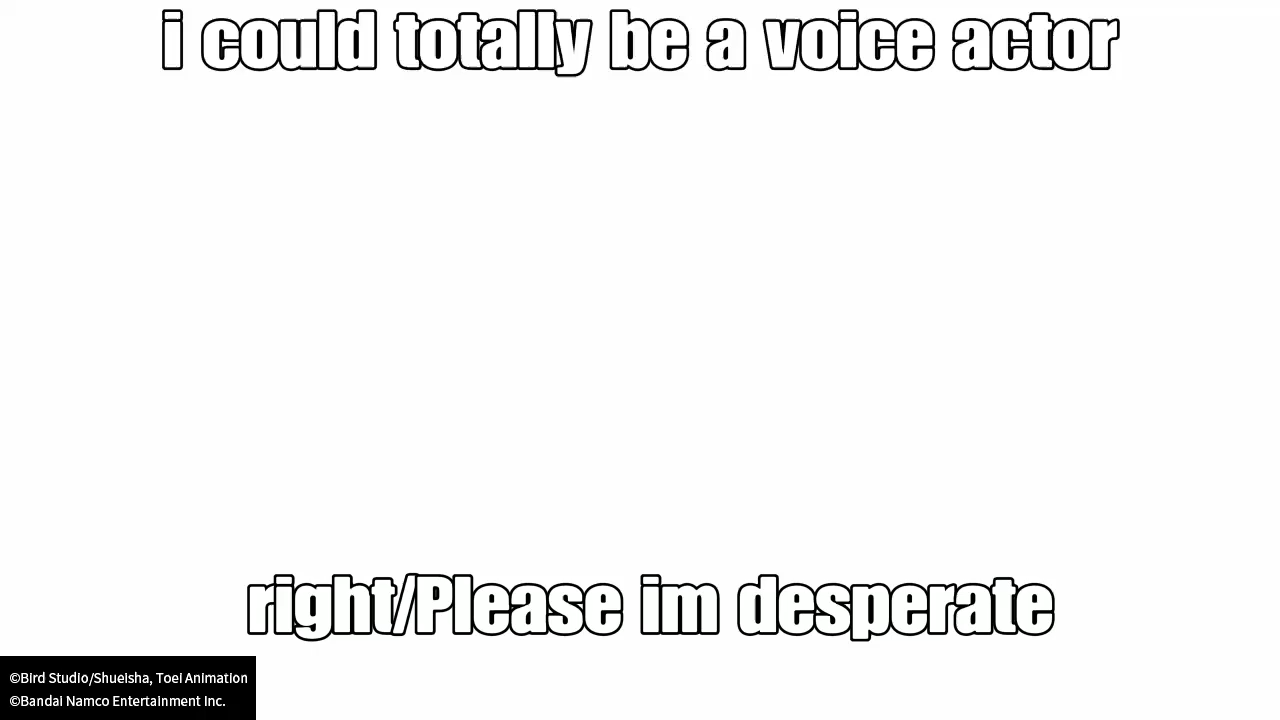 i could totally be a voice actor
right/Please im desperate
©Bird Studio/Shueisha, Toei Animation
©Bandai Namco Entertainment Inc.